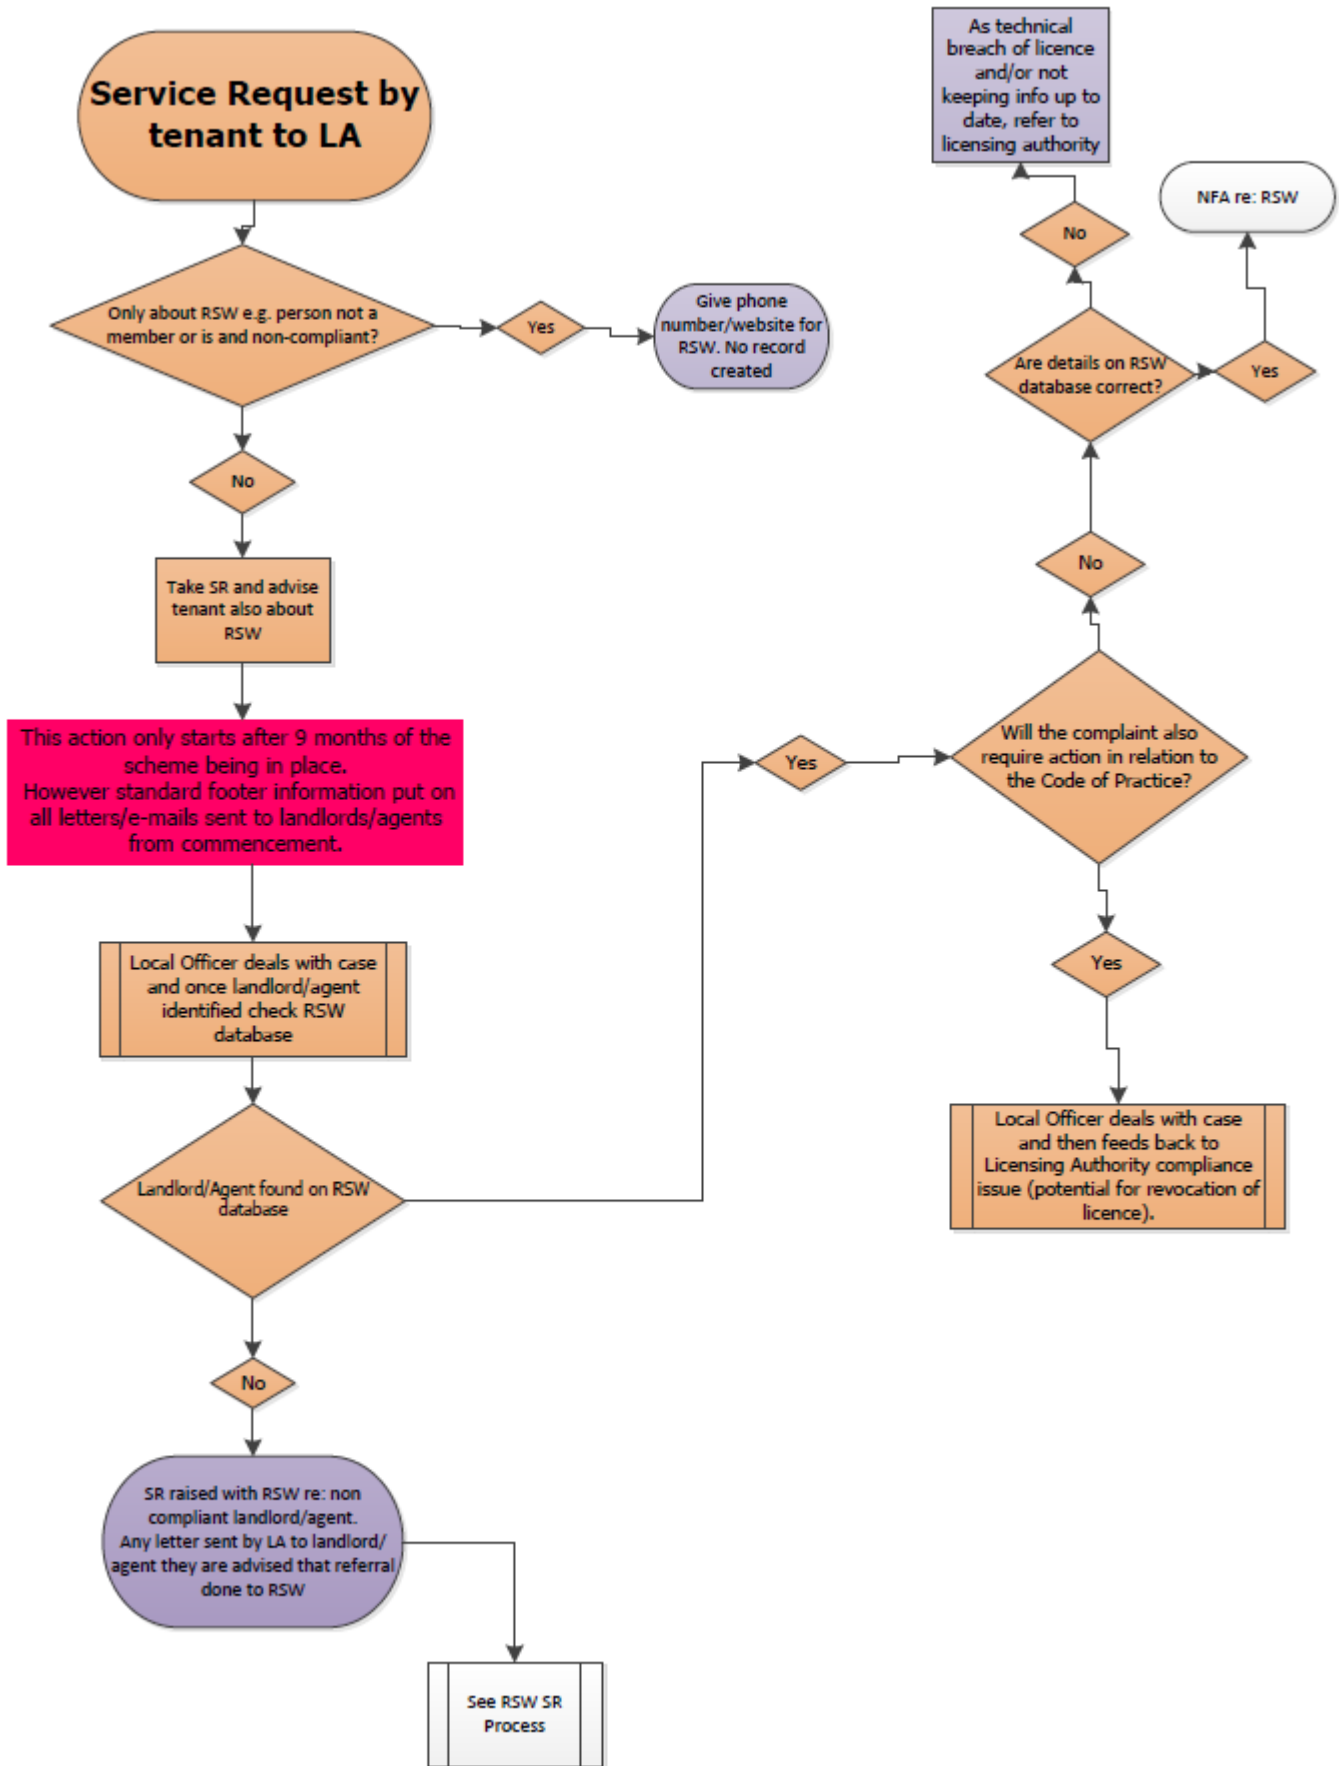 Service Request by
tenant to LA
Only about RSW e.g. person not a
member or is and non-compliant?
Yes
Give phone
number/website for
RSW. No record
created
No
Take SR and advise
tenant also about
RSW
This action only starts after 9 months of the
scheme being in place.
However standard footer information put on
all letters/e-mails sent to landlords/agents
from commencement.
Local Officer deals with case
and once landlord/agent
identified check RSW
database
Landlord/Agent found on RSW
database
No
SR raised with RSW re: non
compliant landlord/agent.
Any letter sent by LA to landlord/
agent they are advised that referral
done to RSW
See RSW SR
Process
Yes
Will the complaint also
require action in relation to
the Code of Practice?
Yes
Local Officer deals with case
and then feeds back to
Licensing Authority compliance
issue (potential for revocation of
licence).
No
Are details on RSW
database correct?
Yes
NFA re: RSW
No
As technical
breach of licence
and/or not
keeping info up to
date, refer to
licensing authority